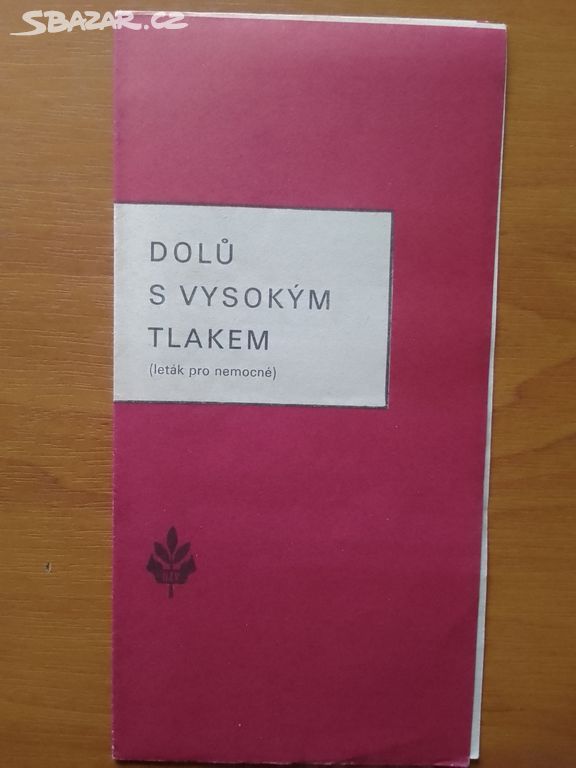 SBAZAR.CZ
DOLŮ
S VYSOKÝM
TLAKEM
(leták pro nemocné)